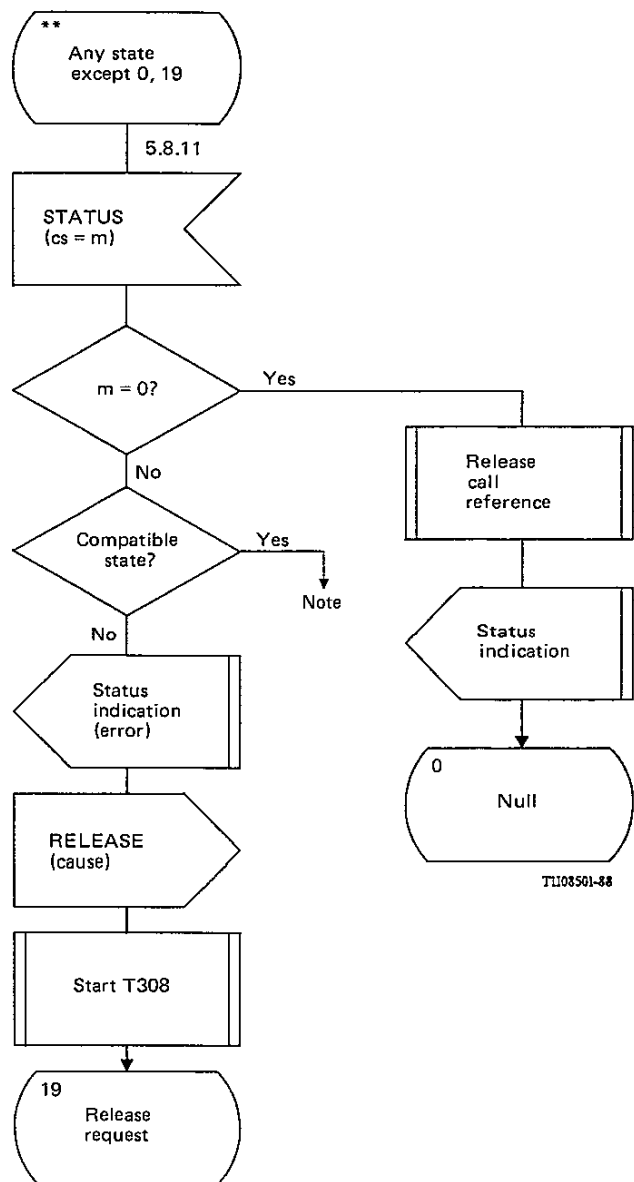 **
Any state
except 0, 19
5.8.11
STATUS
(cs = m)
m = 0?
Yes
No
Release
call
reference
Compatible
state?
Yes
Note
No
Status
indication
Status
indication
(error)
0
Null
RELEASE
(cause)
T1108501-88
Start T308
19
Release
request